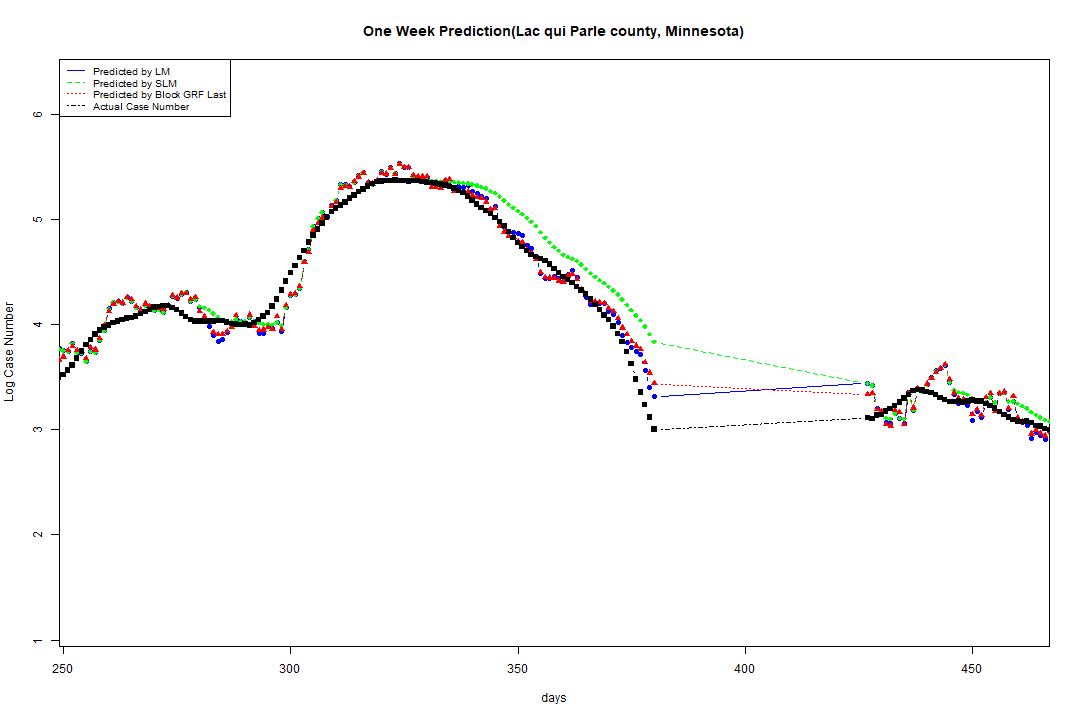 One Week Prediction(Lac qui Parle county, Minnesota)
Predicted by LM
Predicted by SLM
Predicted by Block GRF Last
Actual Case Number
6
5
4
3
2
1
Log Case Number
250 300 350 400 450
days